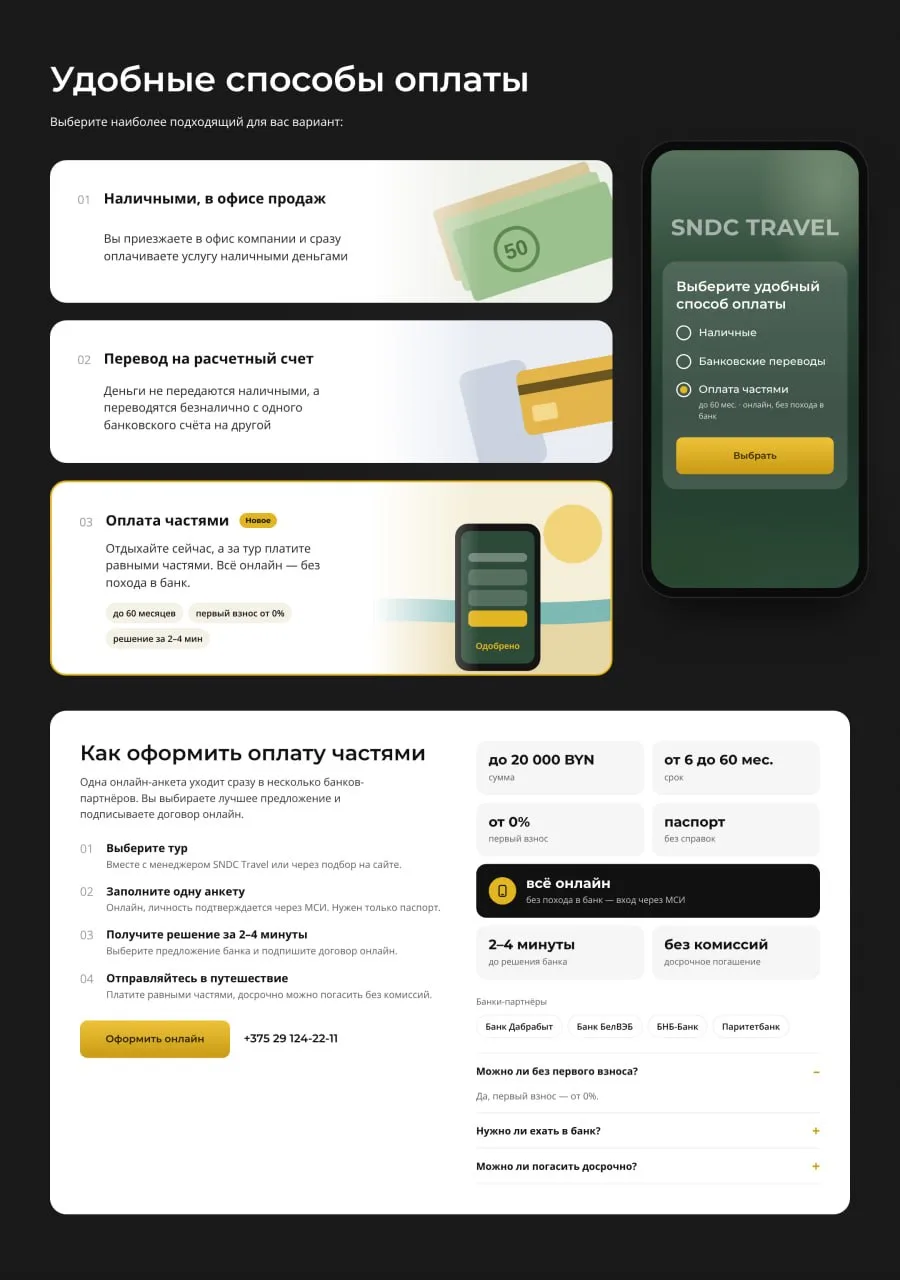 Удобные способы оплаты
Выберите наиболее подходящий для вас вариант:
01
Наличными, в офисе продаж
Вы приезжаете в офис компании и сразу
оплачиваете услугу наличными деньгами
50
02
Перевод на расчетный счет
Деньги не передаются наличными, а
переводятся безналично с одного
банковского счёта на другой
03
Оплата частями
Новое
Отдыхайте сейчас, а за тур платите
равными частями. Всё онлайн — без
похода в банк.
до 60 месяцев
первый взнос от 0%
решение за 2–4 мин
Одобрено
SNDC TRAVEL
Выберите удобный
способ оплаты
Наличные
Банковские переводы
Оплата частями
до 60 мес. · онлайн, без похода в
банк
Выбрать
Как оформить оплату частями
Одна онлайн-анкета уходит сразу в несколько банков-
партнёров. Вы выбираете лучшее предложение и
подписываете договор онлайн.
01
Выберите тур
Вместе с менеджером SNDC Travel или через подбор на сайте.
02
Заполните одну анкету
Онлайн, личность подтверждается через МСИ. Нужен только паспорт.
03
Получите решение за 2–4 минуты
Выберите предложение банка и подпишите договор онлайн.
04
Отправляйтесь в путешествие
Платите равными частями, досрочно можно погасить без комиссий.
Оформить онлайн
+375 29 124-22-11
до 20 000 BYN
сумма
от 6 до 60 мес.
срок
от 0%
первый взнос
паспорт
без справок
всё онлайн
без похода в банк — вход через МСИ
2–4 минуты
до решения банка
без комиссий
досрочное погашение
Банки-партнёры
Банк Дабрабыт
Банк БелВЭБ
БНБ-Банк
Паритетбанк
Можно ли без первого взноса?
–
Да, первый взнос — от 0%.
Нужно ли ехать в банк?
+
Можно ли погасить досрочно?
+